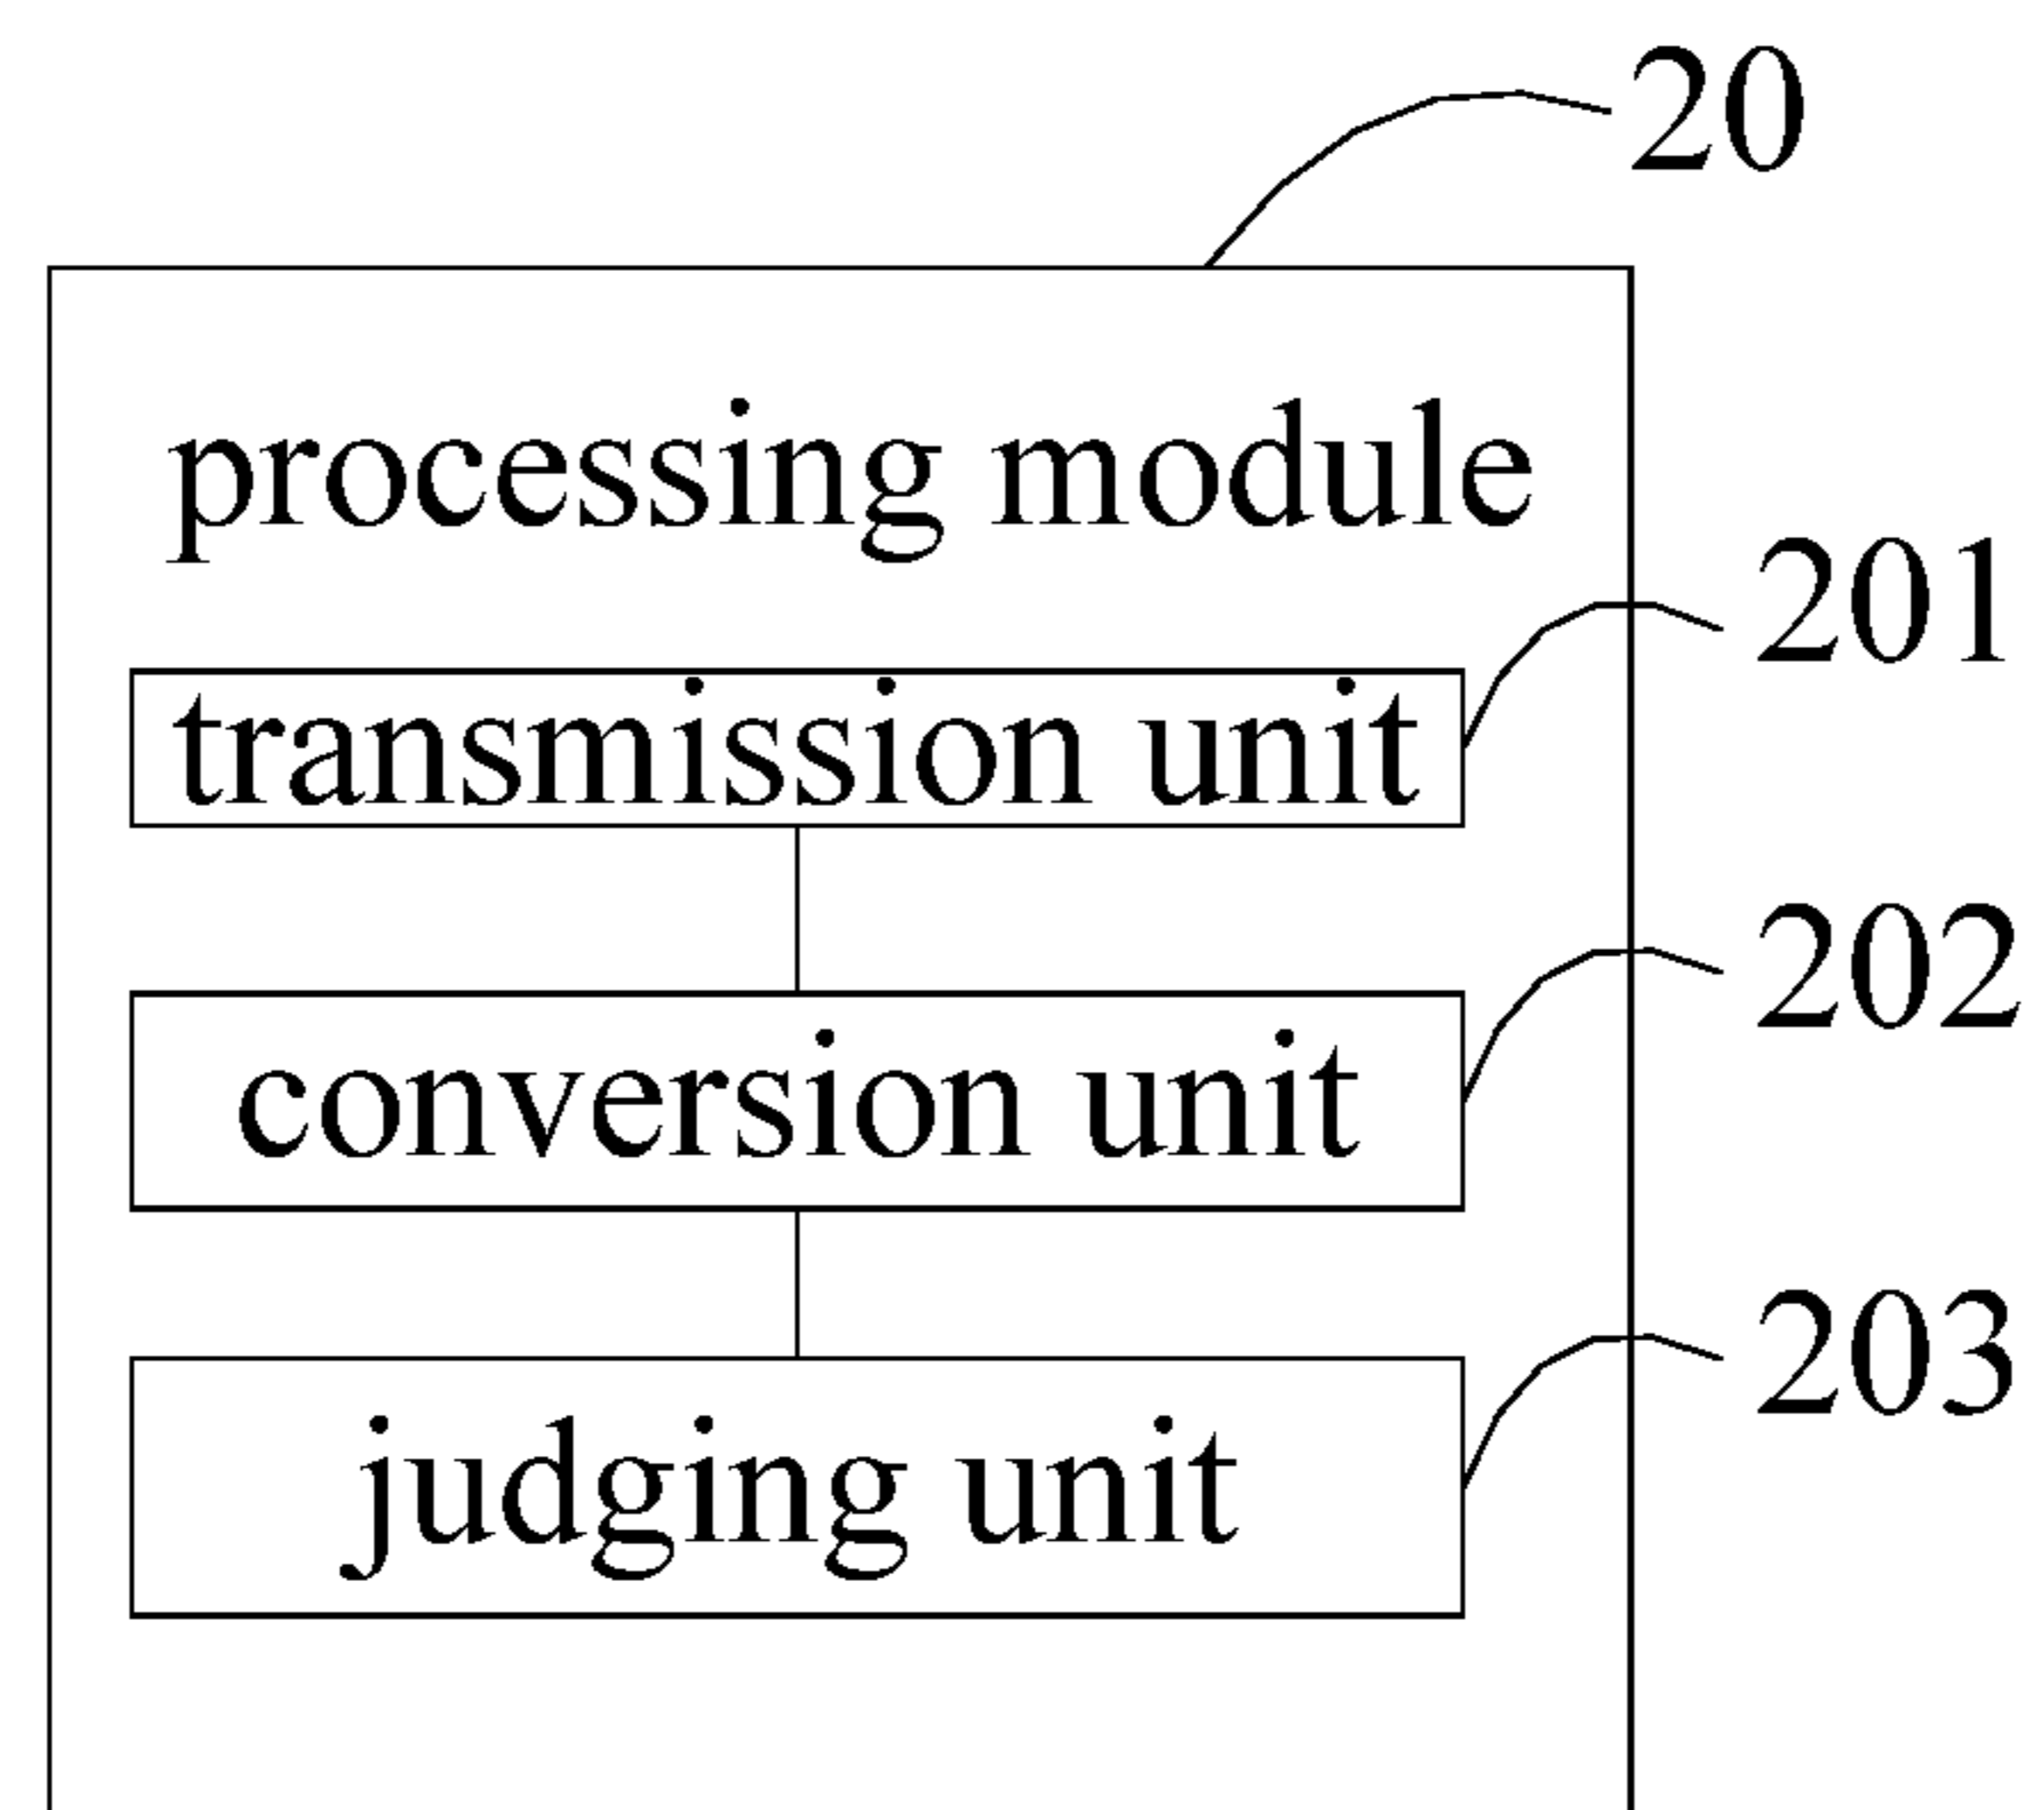 20
processing module
201
transmission unit
202
conversion unit
203
judging unit